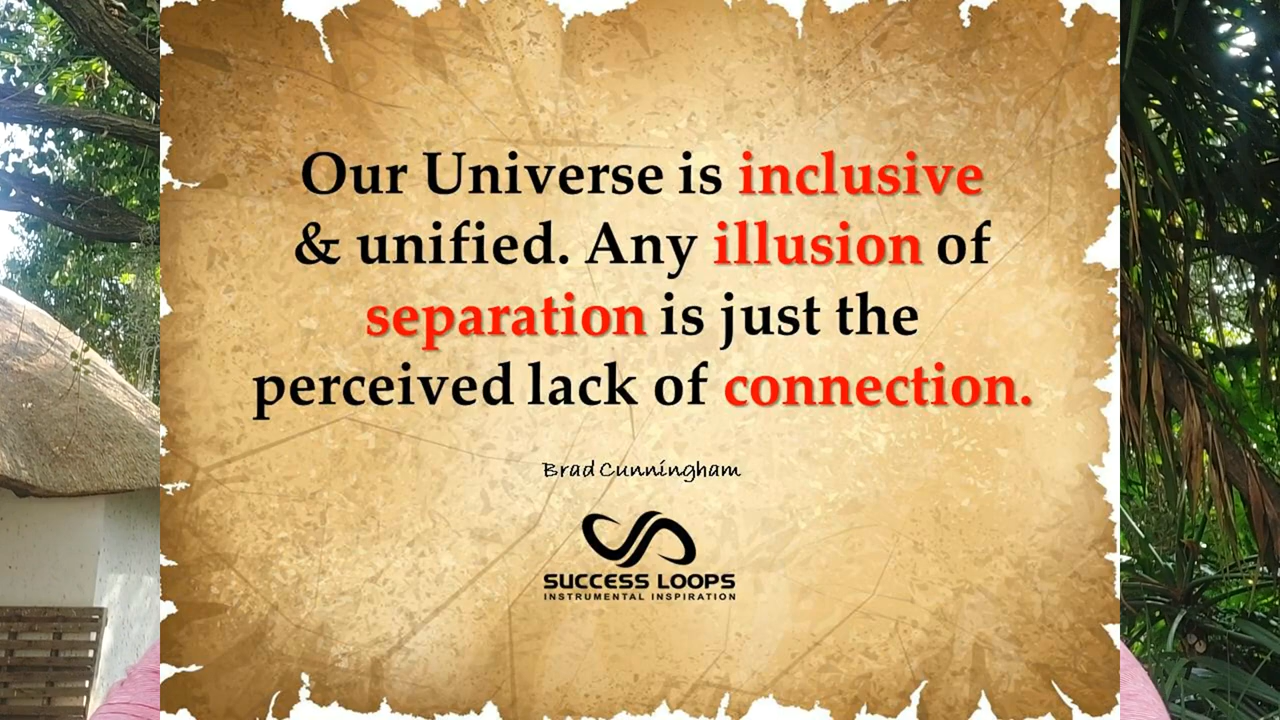 Our Universe is inclusive
& unified. Any illusion of
separation is just the
perceived lack of connection.
Brad Cunningham
SUCCESS LOOPS
INSTRUMENTAL INSPIRATION